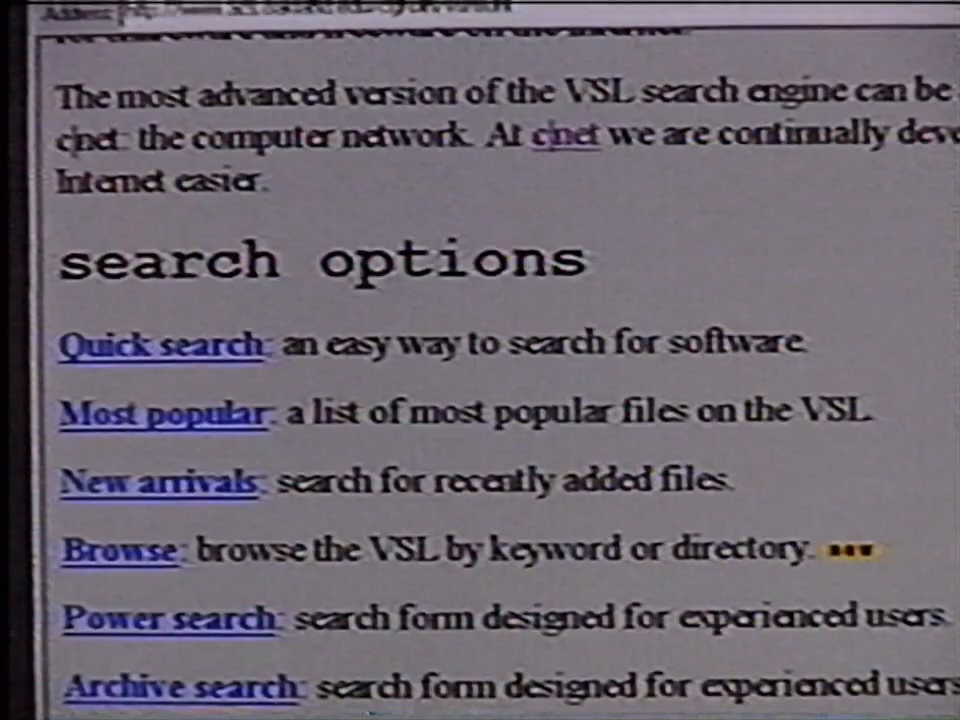 The most advanced version of the VSL search engine can be
c|net: the computer network. At c|net we are continually deve
Internet easier.
search options
Quick search: an easy way to search for software.
Most popular: a list of most popular files on the VSL.
New arrivals: search for recently added files.
Browse: browse the VSL by keyword or directory. new
Power search: search form designed for experienced users.
Archive search: search form designed for experienced users